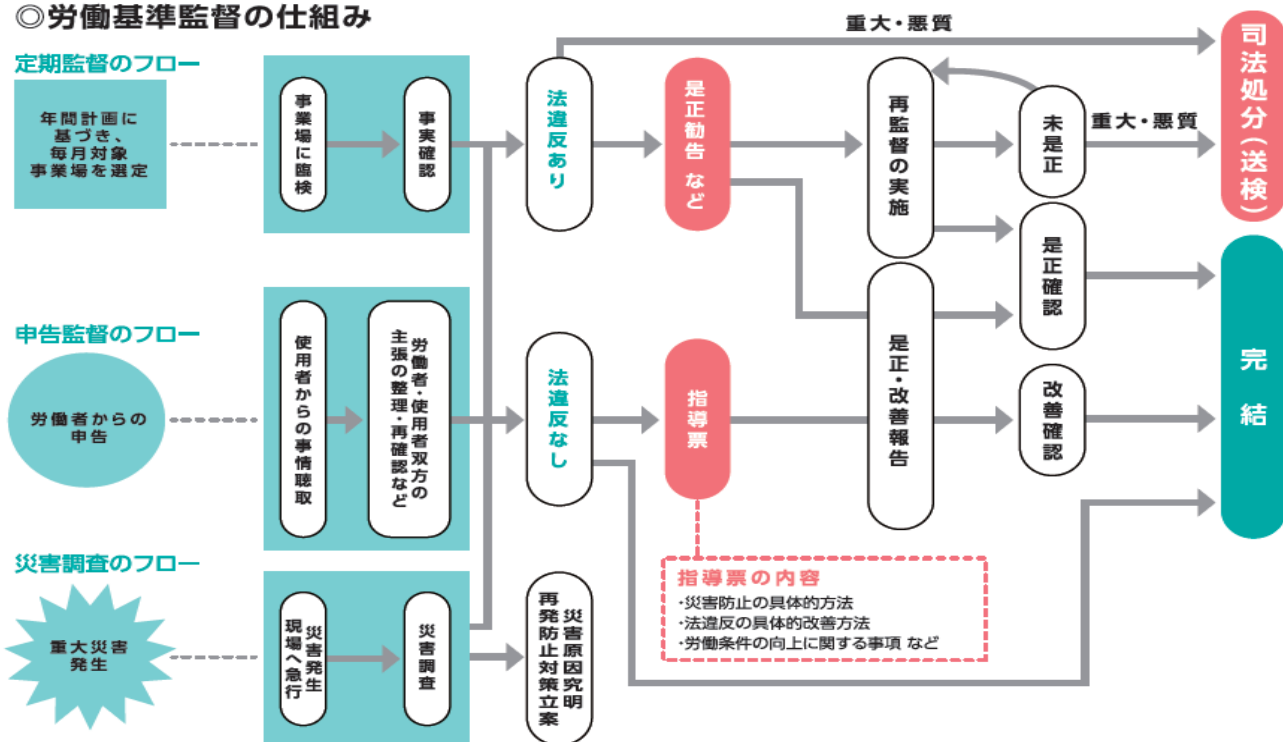 ◎労働基準監督の仕組み
定期監督のフロー
年間計画に
基づき、
毎月対象
事業場を選定
事業場に臨検
事実確認
法違反あり
是正勧告 など
再監督の実施
未是正
重大・悪質
重大・悪質
司法処分(送検)
是正確認
申告監督のフロー
労働者からの
申告
使用者からの事情聴取
労働者・使用者双方の
主張の整理・再確認など
法違反なし
指導票
是正・改善報告
改善確認
完結
災害調査のフロー
重大災害
発生
災害発生
現場へ急行
災害調査
災害原因究明
再発防止対策立案
指導票の内容
・災害防止の具体的方法
・法違反の具体的改善方法
・労働条件の向上に関する事項 など